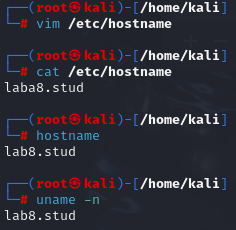 ┌──(root㉿kali)-[/home/kali]
└─# vim /etc/hostname
┌──(root㉿kali)-[/home/kali]
└─# cat /etc/hostname
laba8.stud
┌──(root㉿kali)-[/home/kali]
└─# hostname
lab8.stud
┌──(root㉿kali)-[/home/kali]
└─# uname -n
lab8.stud